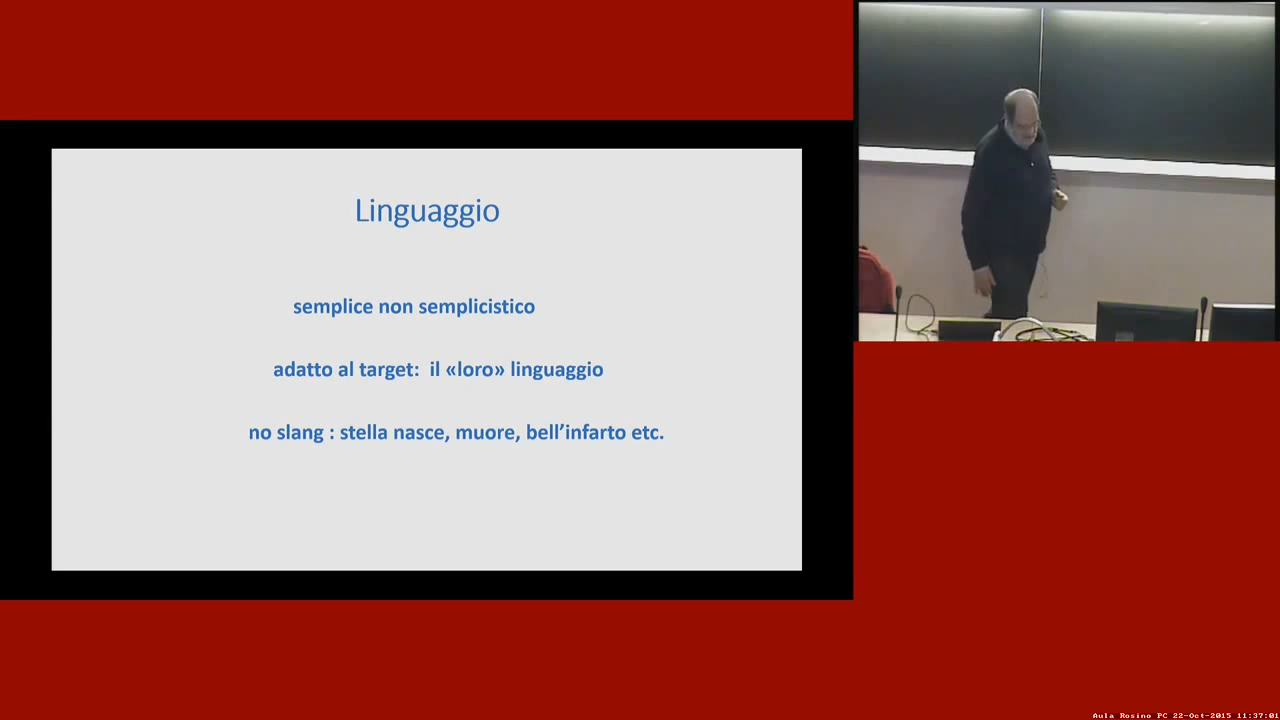 Linguaggio
semplice non semplicistico
adatto al target: il «loro» linguaggio
no slang : stella nasce, muore, bell’infarto etc.
Aula Rosino PC 22-Oct-2015 11:37:01